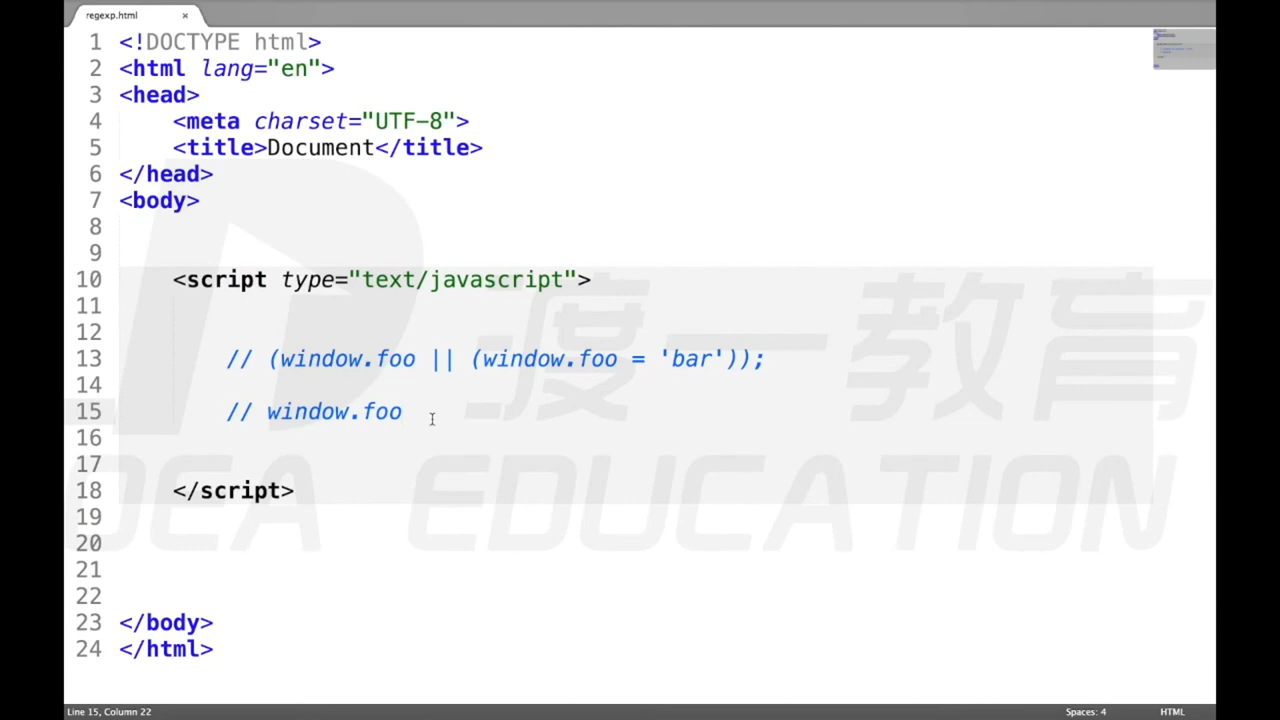 regexp.html ×
1 <!DOCTYPE html>
2 <html lang="en">
3 <head>
4 <meta charset="UTF-8">
5 <title>Document</title>
6 </head>
7 <body>
8
9
10 <script type="text/javascript">
11
12
13 // (window.foo || (window.foo = 'bar'));
14
15 // window.foo
16
17
18 </script>
19
20
21
22
23 </body>
24 </html>
渡一教育
IDEA EDUCATION
Line 15, Column 22
Spaces: 4
HTML